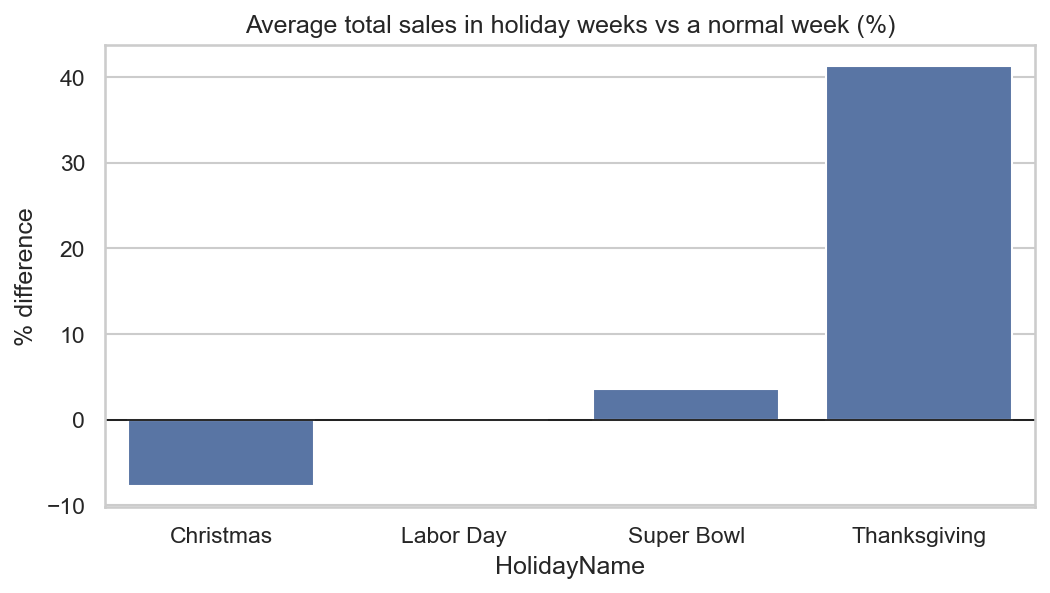 Average total sales in holiday weeks vs a normal week (%)
% difference
40
30
20
10
0
−10
Christmas
Labor Day
Super Bowl
Thanksgiving
HolidayName